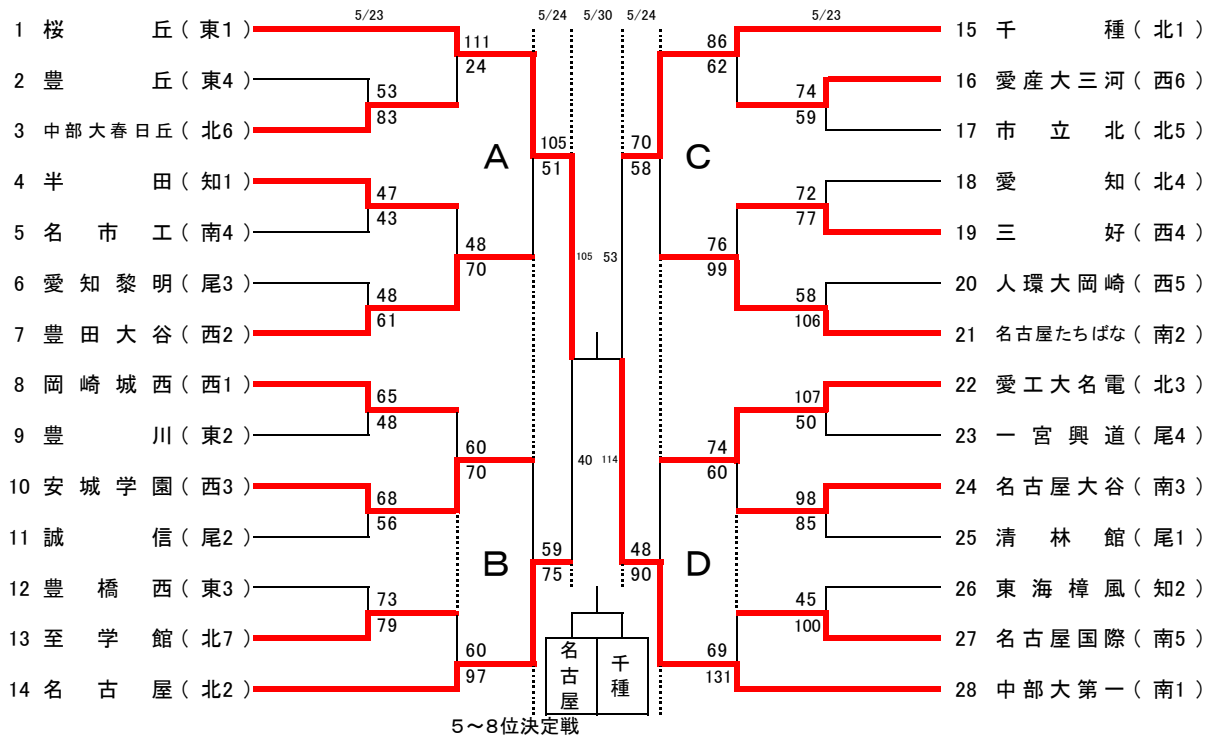 5/23 5/24 5/30 5/24 5/23
1 桜丘(東1)
2 豊丘(東4)
3 中部大春日丘(北6)
4 半田(知1)
5 名市工(南4)
6 愛知黎明(尾3)
7 豊田大谷(西2)
8 岡崎城西(西1)
9 豊川(東2)
10 安城学園(西3)
11 誠信(尾2)
12 豊橋西(東3)
13 至学館(北7)
14 名古屋(北2)
53
83
47
43
48
61
65
48
68
56
73
79
111
24
48
70
60
70
60
97
A
105
51
B
59
75
105 53
40 114
名古屋
千種
5~8位決定戦
C
70
58
D
48
90
86
62
76
99
74
60
69
131
74
59
72
77
58
106
107
50
98
85
45
100
15 千種(北1)
16 愛産大三河(西6)
17 市立北(北5)
18 愛知(北4)
19 三好(西4)
20 人環大岡崎(西5)
21 名古屋たちばな(南2)
22 愛工大名電(北3)
23 一宮興道(尾4)
24 名古屋大谷(南3)
25 清林館(尾1)
26 東海樟風(知2)
27 名古屋国際(南5)
28 中部大第一(南1)